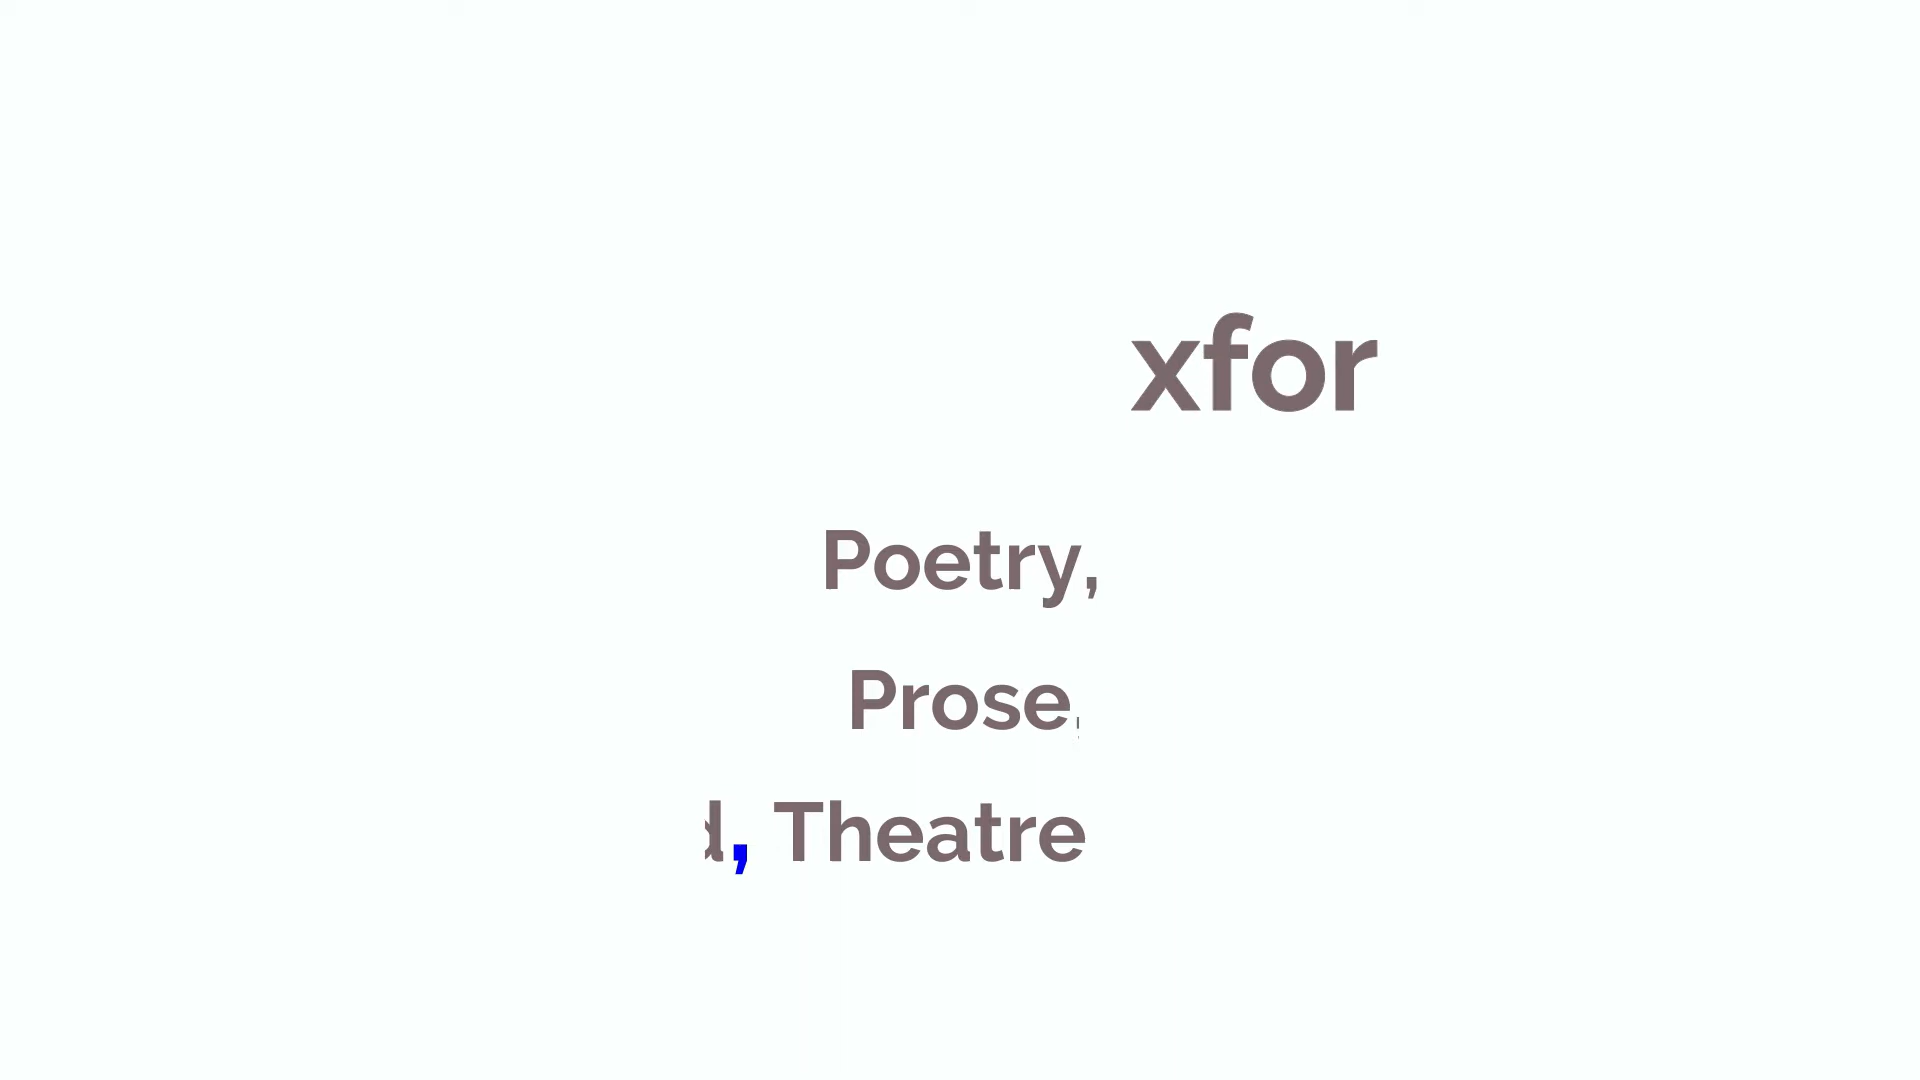 xfor
Poetry,
Prose,
, Theatre